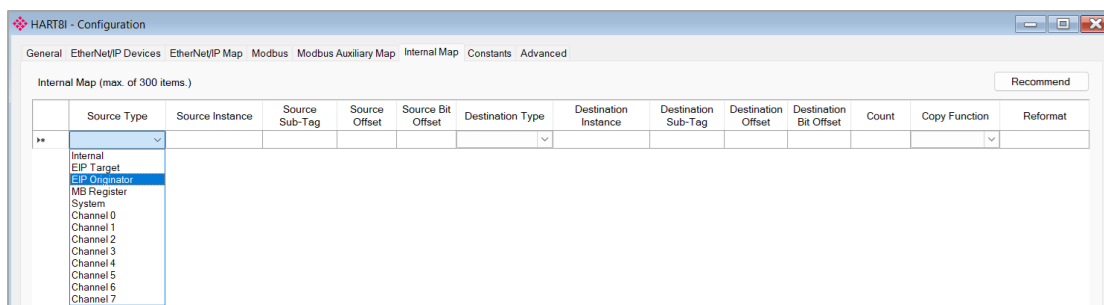 HART8I - Configuration
General EtherNet/IP Devices EtherNet/IP Map Modbus Modbus Auxiliary Map Internal Map Constants Advanced
Internal Map (max. of 300 items.)
Recommend
Source Type Source Instance Source Sub-Tag Source Offset Source Bit Offset Destination Type Destination Instance Destination Sub-Tag Destination Offset Destination Bit Offset Count Copy Function Reformat
Internal
EIP Target
EIP Originator
MB Register
System
Channel 0
Channel 1
Channel 2
Channel 3
Channel 4
Channel 5
Channel 6
Channel 7